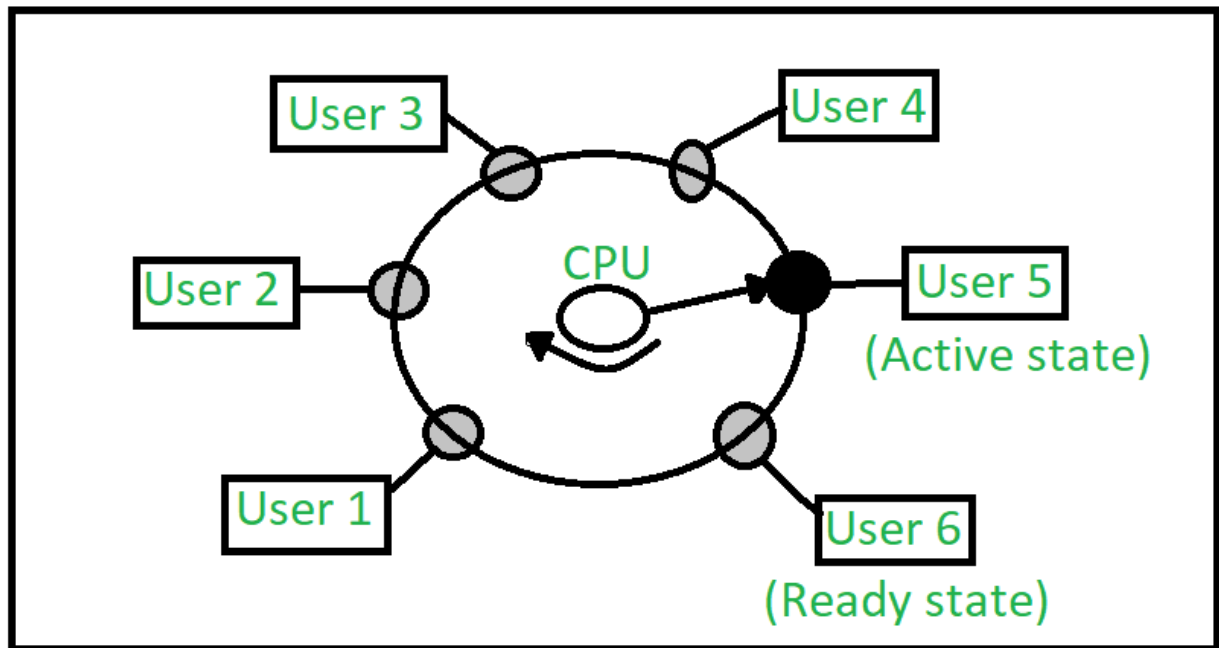 User 3
User 4
CPU
User 2
User 5
(Active state)
User 1
User 6
(Ready state)